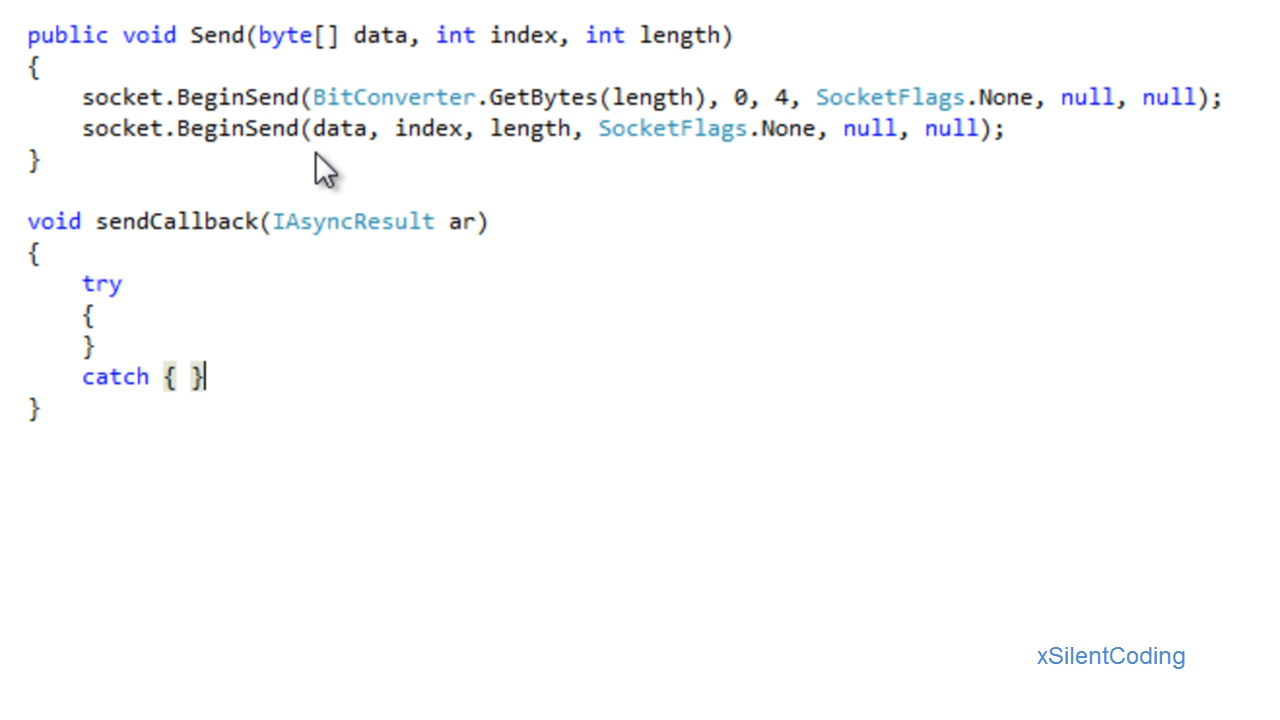 public void Send(byte[] data, int index, int length)
{
    socket.BeginSend(BitConverter.GetBytes(length), 0, 4, SocketFlags.None, null, null);
    socket.BeginSend(data, index, length, SocketFlags.None, null, null);
}

void sendCallback(IAsyncResult ar)
{
    try
    {
    }
    catch { }
}
xSilentCoding